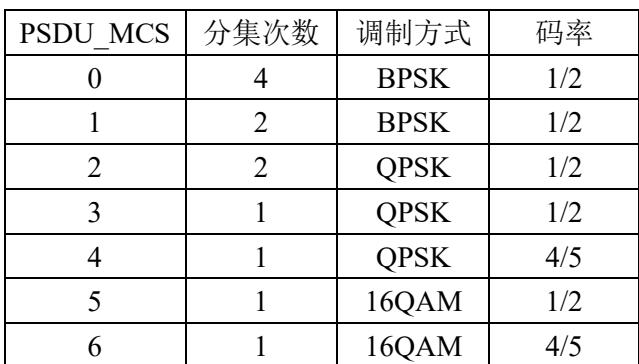 PSDU_MCS 分集次数 调制方式 码率
0 4 BPSK 1/2
1 2 BPSK 1/2
2 2 QPSK 1/2
3 1 QPSK 1/2
4 1 QPSK 4/5
5 1 16QAM 1/2
6 1 16QAM 4/5